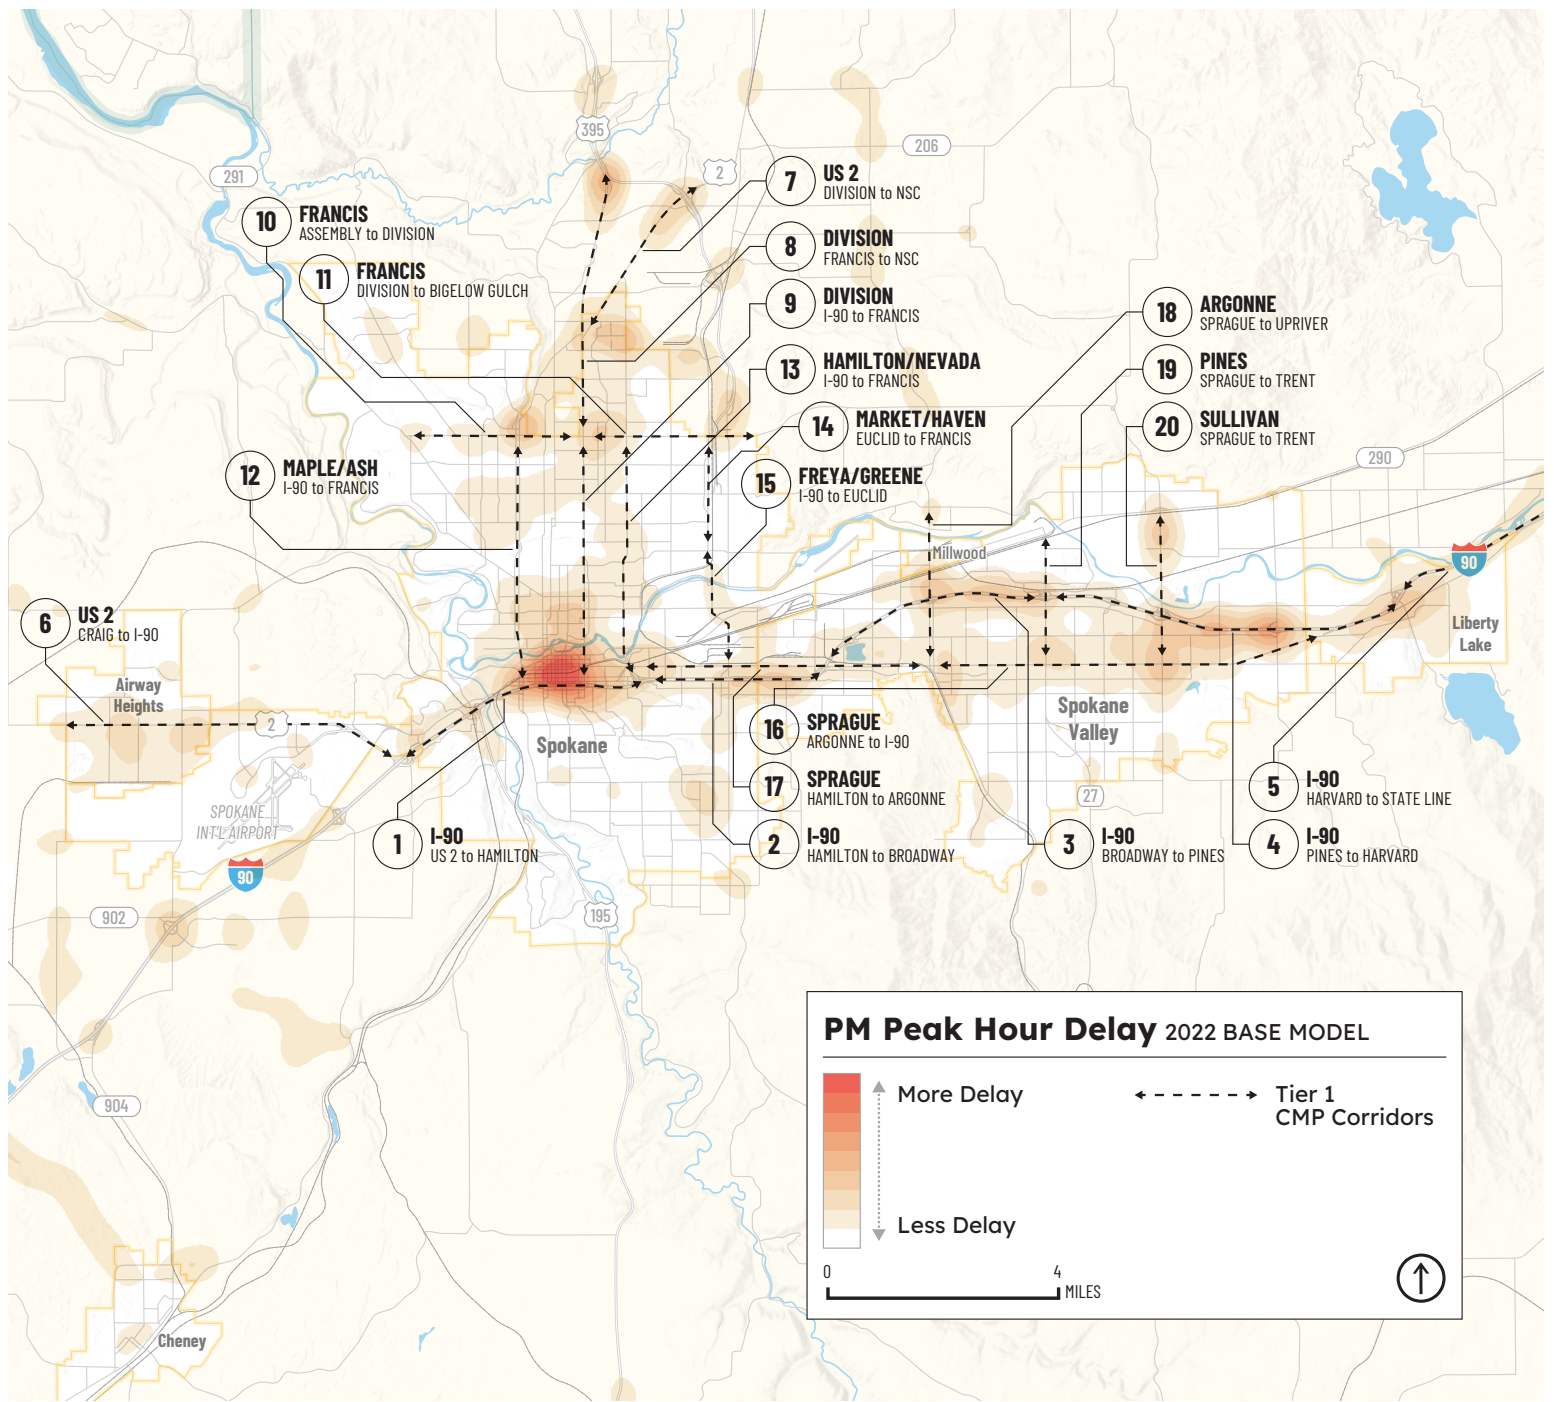 395
206
2
291
7
US 2
DIVISION to NSC
10
FRANCIS
ASSEMBLY to DIVISION
8
DIVISION
FRANCIS to NSC
11
FRANCIS
DIVISION to BIGELOW GULCH
9
DIVISION
I-90 to FRANCIS
18
ARGONNE
SPRAGUE to UPRIVER
13
HAMILTON/NEVADA
I-90 to FRANCIS
19
PINES
SPRAGUE to TRENT
14
MARKET/HAVEN
EUCLID to FRANCIS
20
SULLIVAN
SPRAGUE to TRENT
12
MAPLE/ASH
I-90 to FRANCIS
15
FREYA/GREENE
I-90 to EUCLID
290
Millwood
90
6
US 2
CRAIG to I-90
Liberty
Lake
Airway
Heights
2
Spokane
Spokane
Valley
16
SPRAGUE
ARGONNE to I-90
17
SPRAGUE
HAMILTON to ARGONNE
27
5
I-90
HARVARD to STATE LINE
SPOKANE
INT'L AIRPORT
90
1
I-90
US 2 to HAMILTON
2
I-90
HAMILTON to BROADWAY
3
I-90
BROADWAY to PINES
4
I-90
PINES to HARVARD
902
195
904
Cheney
PM Peak Hour Delay 2022 BASE MODEL
More Delay
Less Delay
Tier 1
CMP Corridors
0 4
MILES